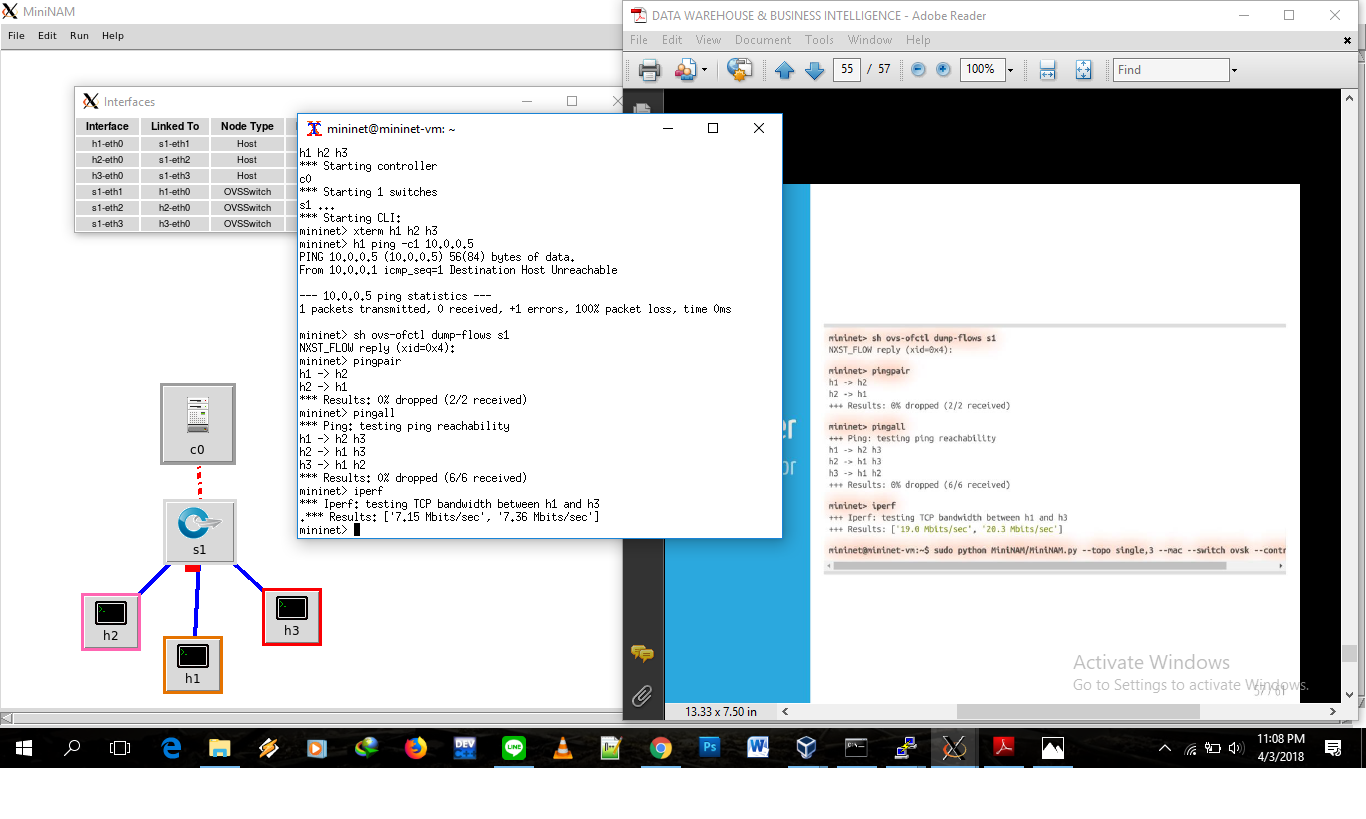 MiniNAM
File Edit Run Help
Interfaces
Interface Linked To Node Type
h1-eth0 s1-eth1 Host
h2-eth0 s1-eth2 Host
h3-eth0 s1-eth3 Host
s1-eth1 h1-eth0 OVSSwitch
s1-eth2 h2-eth0 OVSSwitch
s1-eth3 h3-eth0 OVSSwitch
c0
s1
h2
h1
h3
mininet@mininet-vm: ~
h1 h2 h3
*** Starting controller
c0
*** Starting 1 switches
s1 ...
*** Starting CLI:
mininet> xterm h1 h2 h3
mininet> h1 ping -c1 10.0.0.5
PING 10.0.0.5 (10.0.0.5) 56(84) bytes of data.
From 10.0.0.1 icmp_seq=1 Destination Host Unreachable
--- 10.0.0.5 ping statistics ---
1 packets transmitted, 0 received, +1 errors, 100% packet loss, time 0ms
mininet> sh ovs-ofctl dump-flows s1
NXST_FLOW reply (xid=0x4):
mininet> pingpair
h1 -> h2
h2 -> h1
*** Results: 0% dropped (2/2 received)
mininet> pingall
*** Ping: testing ping reachability
h1 -> h2 h3
h2 -> h1 h3
h3 -> h1 h2
*** Results: 0% dropped (6/6 received)
mininet> iperf
*** Iperf: testing TCP bandwidth between h1 and h3
.*** Results: ['7.15 Mbits/sec', '7.36 Mbits/sec']
mininet>
DATA WAREHOUSE & BUSINESS INTELLIGENCE - Adobe Reader
File Edit View Document Tools Window Help
55 / 57 100% Find
er
or
mininet> sh ovs-ofctl dump-flows s1
NXST_FLOW reply (xid=0x4):
mininet> pingpair
h1 -> h2
h2 -> h1
+++ Results: 0% dropped (2/2 received)
mininet> pingall
+++ Ping: testing ping reachability
h1 -> h2 h3
h2 -> h1 h3
h3 -> h1 h2
+++ Results: 0% dropped (6/6 received)
mininet> iperf
+++ Iperf: testing TCP bandwidth between h1 and h3
+++ Results: ['19.0 Mbits/sec', '20.3 Mbits/sec']
mininet@mininet-vm:~$ sudo python MiniNAM/MiniNAM.py --topo single,3 --mac --switch ovsk --contr
Activate Windows
Go to Settings to activate Windows.
57 / 61
13.33 x 7.50 in
DEV
LINE
Ps
11:08 PM
4/3/2018